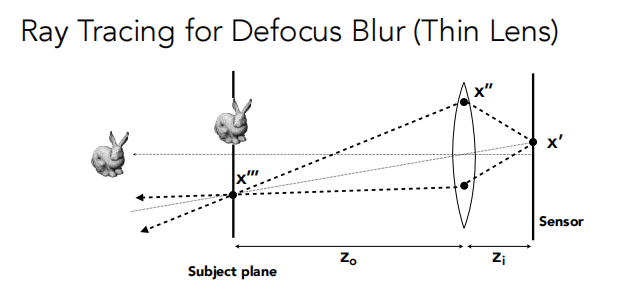 Ray Tracing for Defocus Blur (Thin Lens)
x''
x'
x'''
Sensor
zₒ
zᵢ
Subject plane